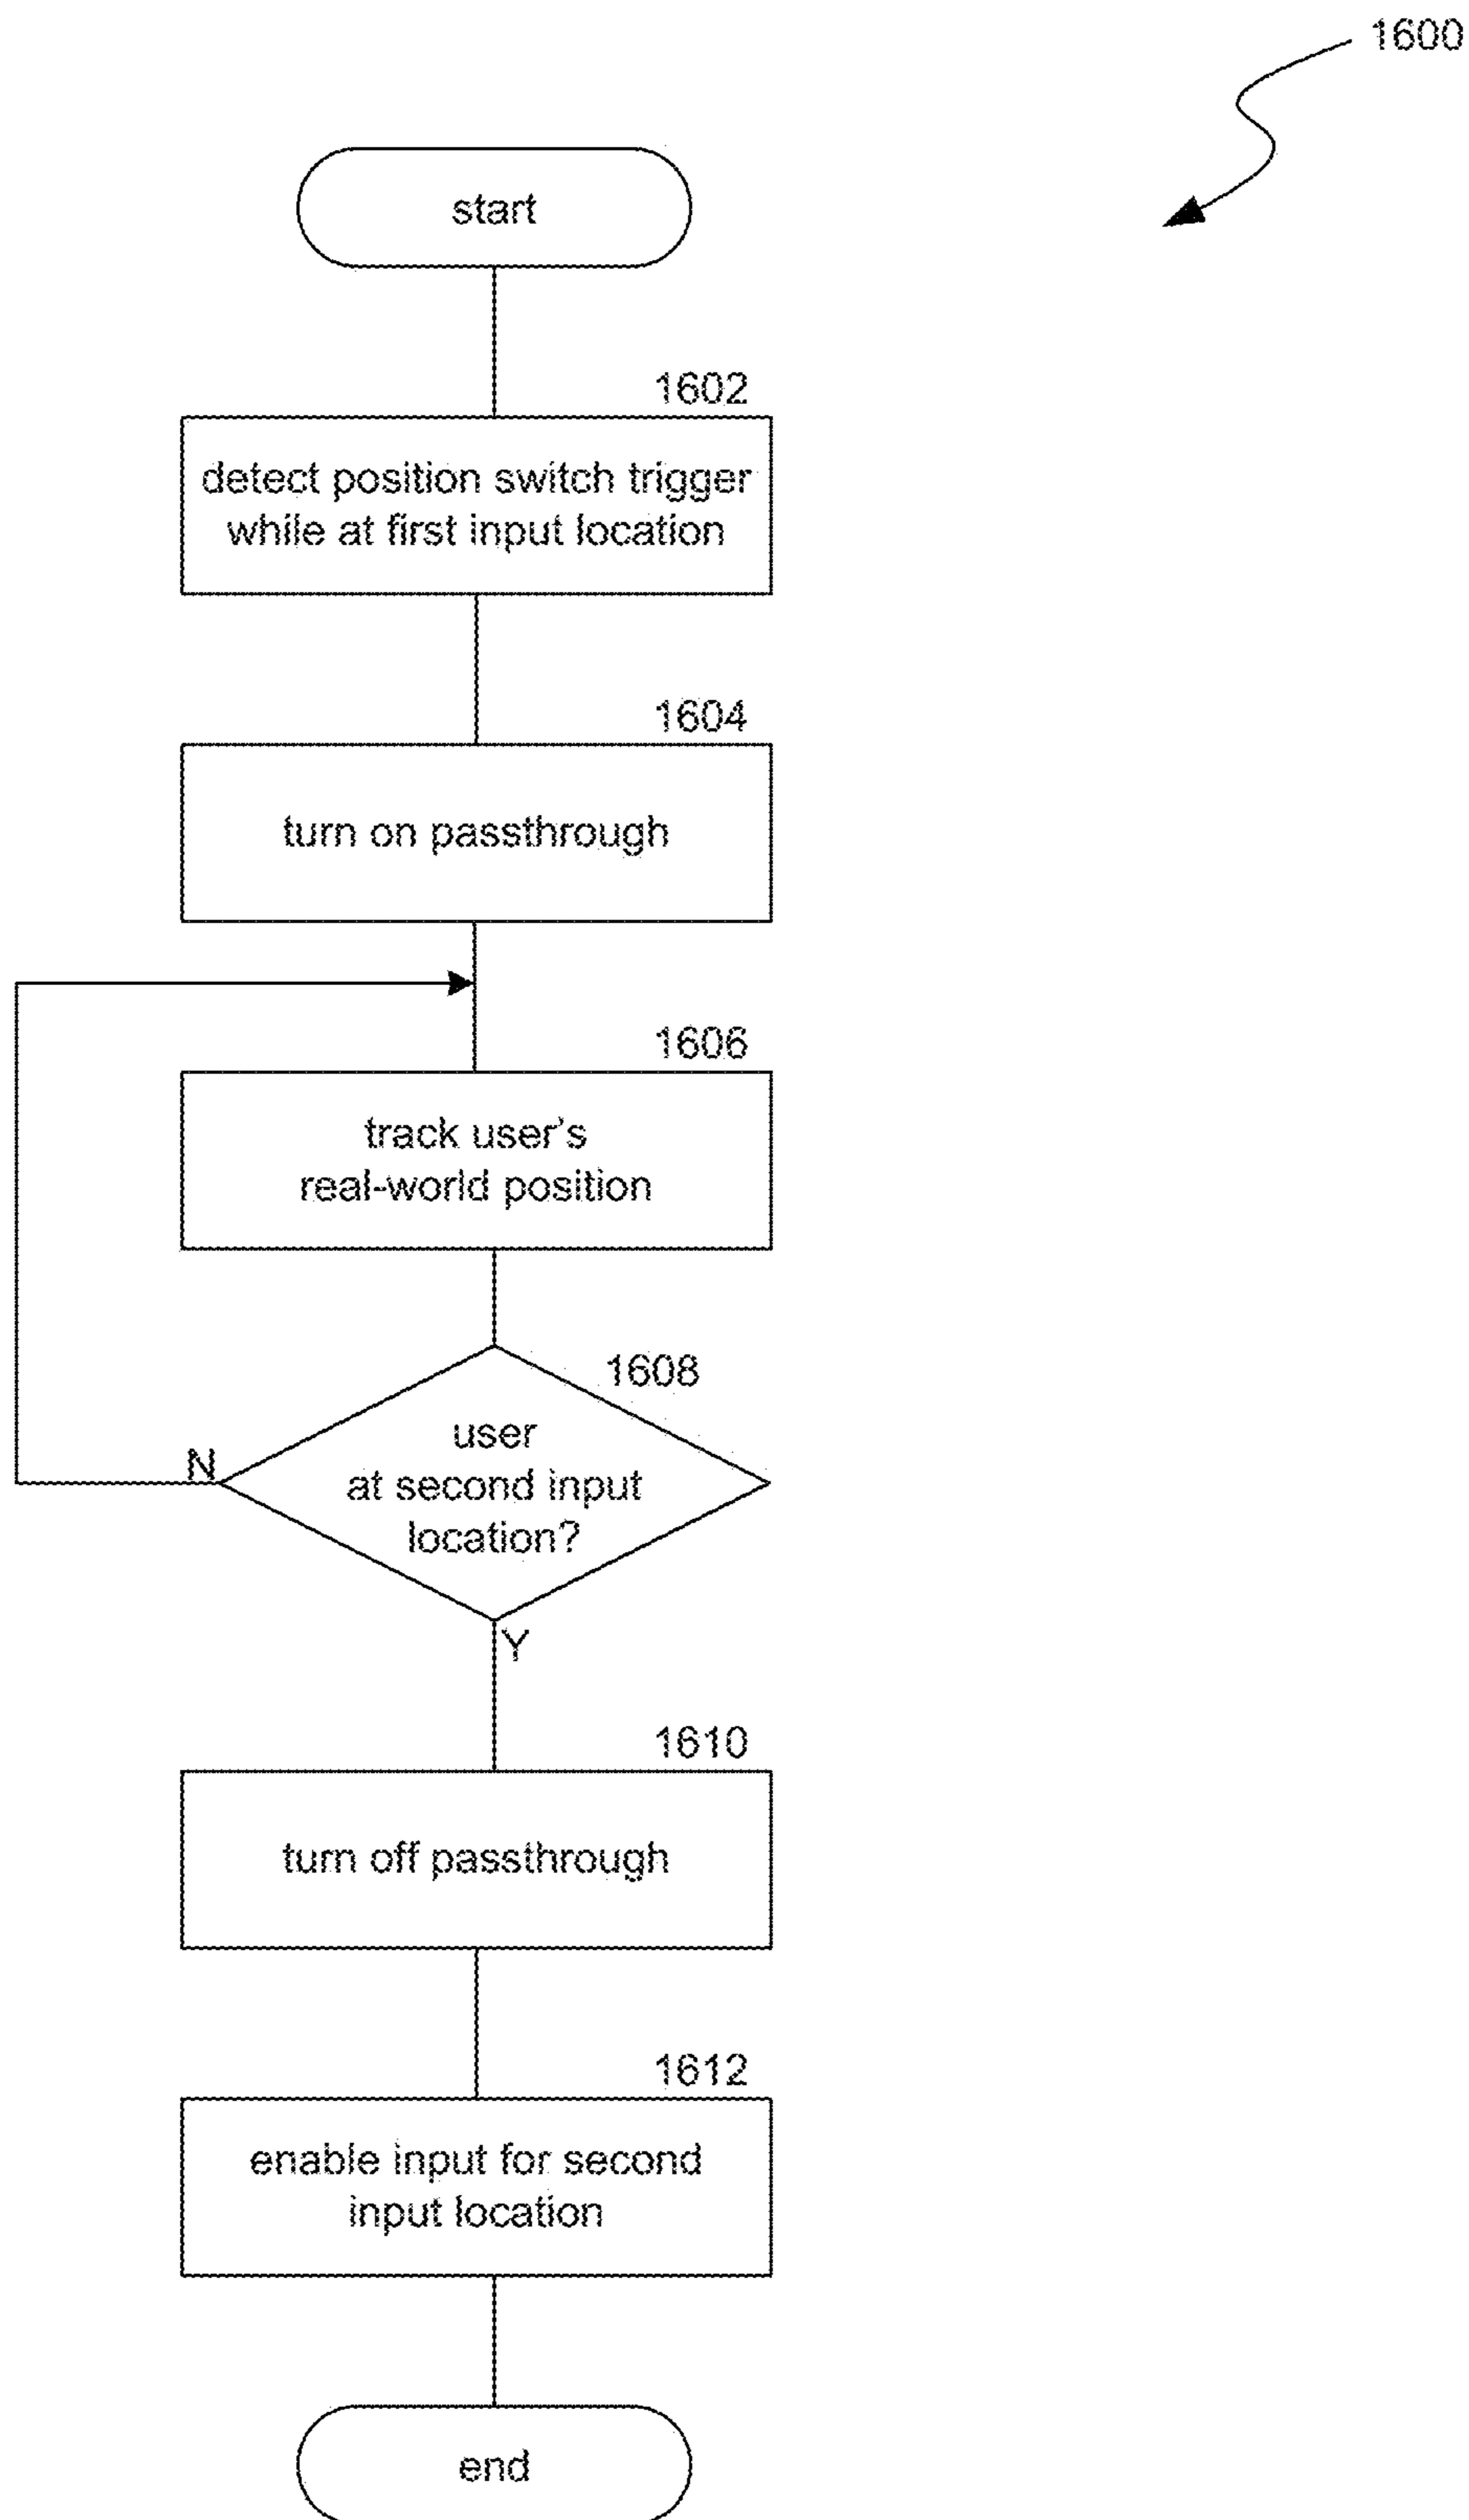 1600
start
1602
detect position switch trigger
while at first input location
1604
turn on passthrough
1606
track user's
real-world position
1608
user
at second input
location?
N
Y
1610
turn off passthrough
1612
enable input for second
input location
end